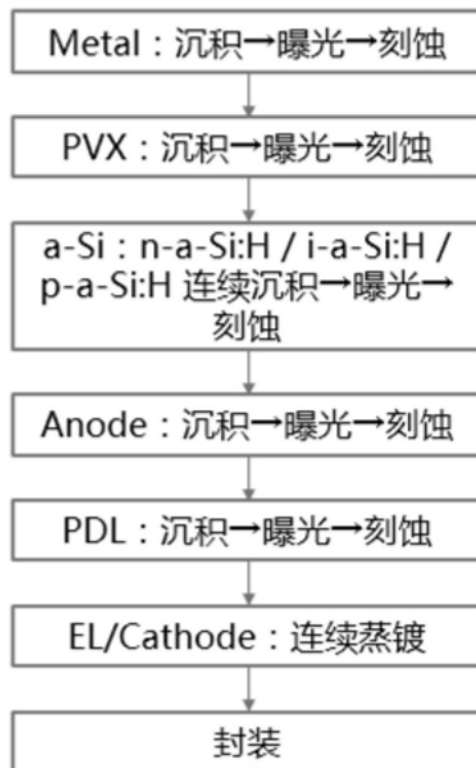 Metal：沉积→曝光→刻蚀
PVX：沉积→曝光→刻蚀
a-Si：n-a-Si:H / i-a-Si:H /
p-a-Si:H 连续沉积→曝光→
刻蚀
Anode：沉积→曝光→刻蚀
PDL：沉积→曝光→刻蚀
EL/Cathode：连续蒸镀
封装